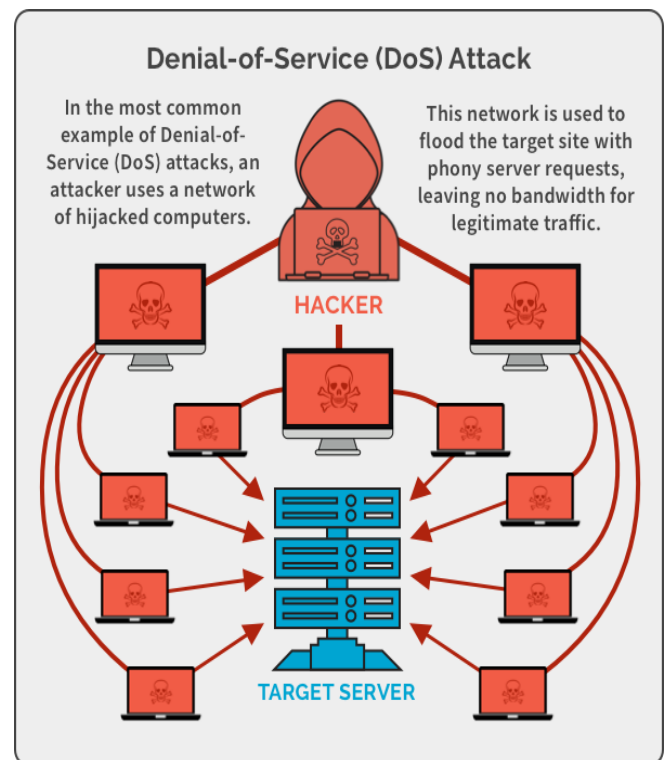 Denial-of-Service (DoS) Attack
In the most common
example of Denial-of-
Service (DoS) attacks, an
attacker uses a network
of hijacked computers.
This network is used to
flood the target site with
phony server requests,
leaving no bandwidth for
legitimate traffic.
HACKER
TARGET SERVER